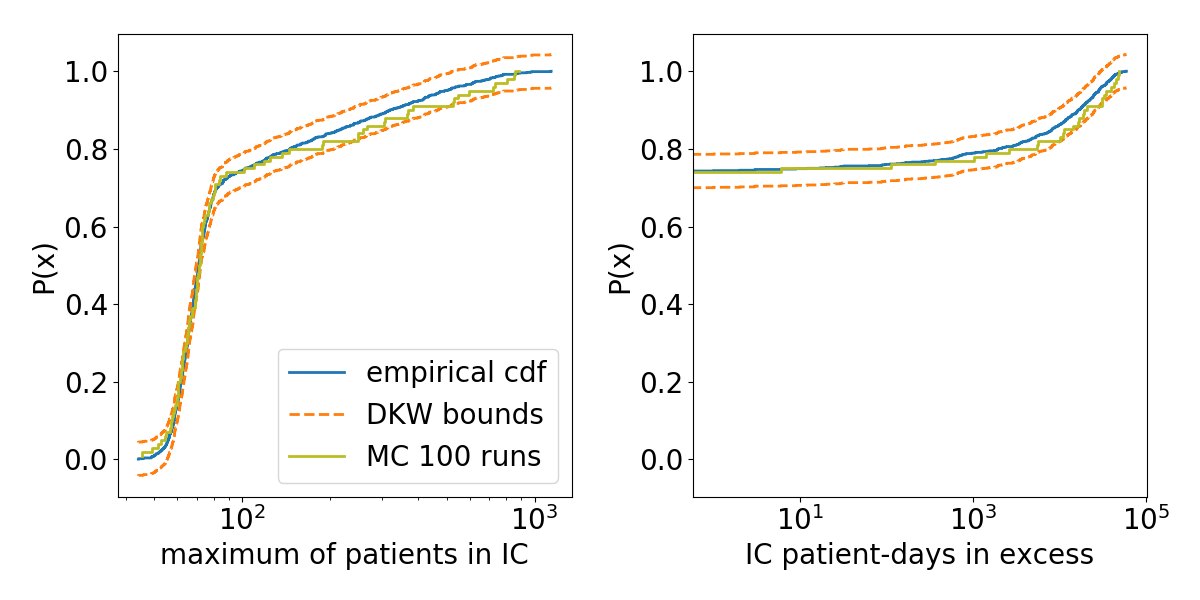 1.0
0.8
0.6
0.4
0.2
0.0
P(x)
10²
10³
maximum of patients in IC
empirical cdf
DKW bounds
MC 100 runs
1.0
0.8
0.6
0.4
0.2
0.0
P(x)
10¹
10³
10⁵
IC patient-days in excess